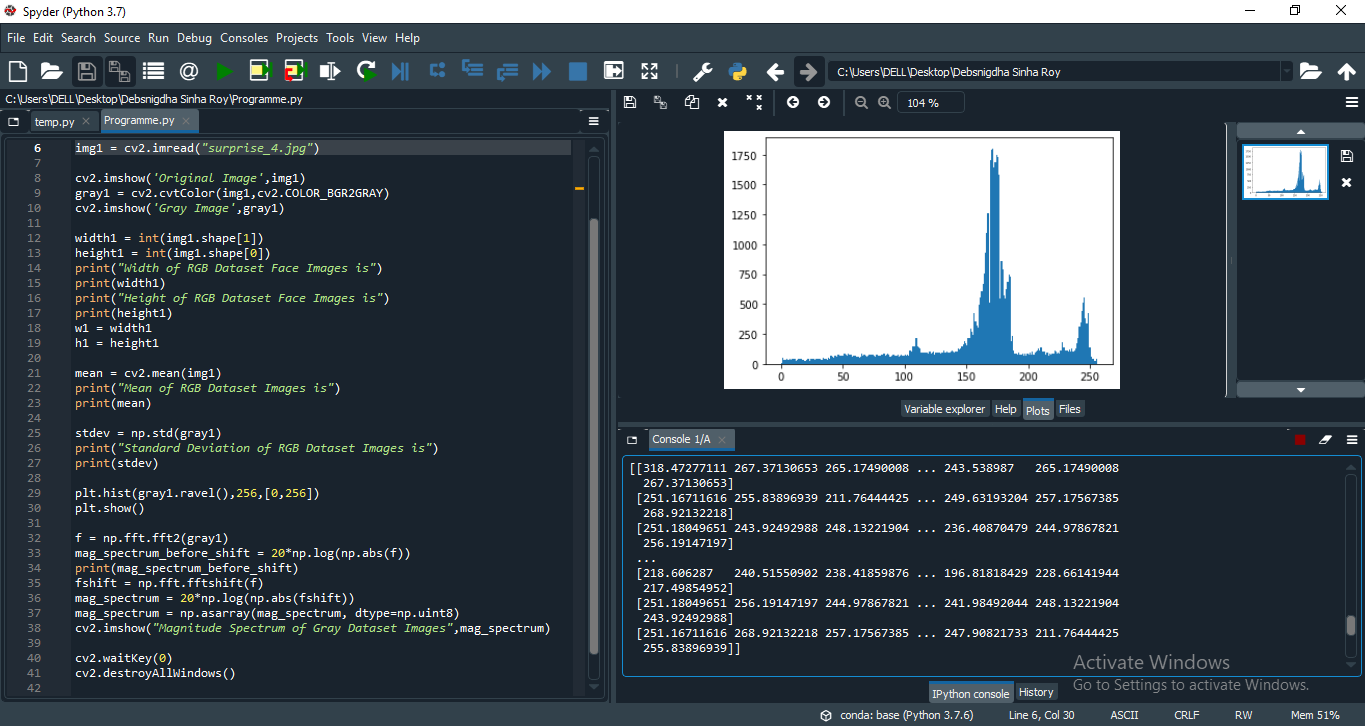 Spyder (Python 3.7)
File Edit Search Source Run Debug Consoles Projects Tools View Help
C:\Users\DELL\Desktop\Debsnigdha Sinha Roy
C:\Users\DELL\Desktop\Debsnigdha Sinha Roy\Programme.py
temp.py
Programme.py
6 img1 = cv2.imread("surprise_4.jpg")
7
8 cv2.imshow('Original Image',img1)
9 gray1 = cv2.cvtColor(img1,cv2.COLOR_BGR2GRAY)
10 cv2.imshow('Gray Image',gray1)
11
12 width1 = int(img1.shape[1])
13 height1 = int(img1.shape[0])
14 print("Width of RGB Dataset Face Images is")
15 print(width1)
16 print("Height of RGB Dataset Face Images is")
17 print(height1)
18 w1 = width1
19 h1 = height1
20
21 mean = cv2.mean(img1)
22 print("Mean of RGB Dataset Images is")
23 print(mean)
24
25 stdev = np.std(gray1)
26 print("Standard Deviation of RGB Dataset Images is")
27 print(stdev)
28
29 plt.hist(gray1.ravel(),256,[0,256])
30 plt.show()
31
32 f = np.fft.fft2(gray1)
33 mag_spectrum_before_shift = 20*np.log(np.abs(f))
34 print(mag_spectrum_before_shift)
35 fshift = np.fft.fftshift(f)
36 mag_spectrum = 20*np.log(np.abs(fshift))
37 mag_spectrum = np.asarray(mag_spectrum, dtype=np.uint8)
38 cv2.imshow("Magnitude Spectrum of Gray Dataset Images",mag_spectrum)
39
40 cv2.waitKey(0)
41 cv2.destroyAllWindows()
42
104 %
1750
1500
1250
1000
750
500
250
0
0 50 100 150 200 250
Variable explorer Help Plots Files
Console 1/A
[[318.47277111 267.37130653 265.17490008 ... 243.538987 265.17490008
267.37130653]
[251.16711616 255.83896939 211.76444425 ... 249.63193204 257.17567385
268.92132218]
[251.18049651 243.92492988 248.13221904 ... 236.40870479 244.97867821
256.19147197]
...
[218.606287 240.51550902 238.41859876 ... 196.81818429 228.66141944
217.49854952]
[251.18049651 256.19147197 244.97867821 ... 241.98492044 248.13221904
243.92492988]
[251.16711616 268.92132218 257.17567385 ... 247.90821733 211.76444425
255.83896939]]
Activate Windows
Go to Settings to activate Windows.
IPython console History
conda: base (Python 3.7.6) Line 6, Col 30 ASCII CRLF RW Mem 51%